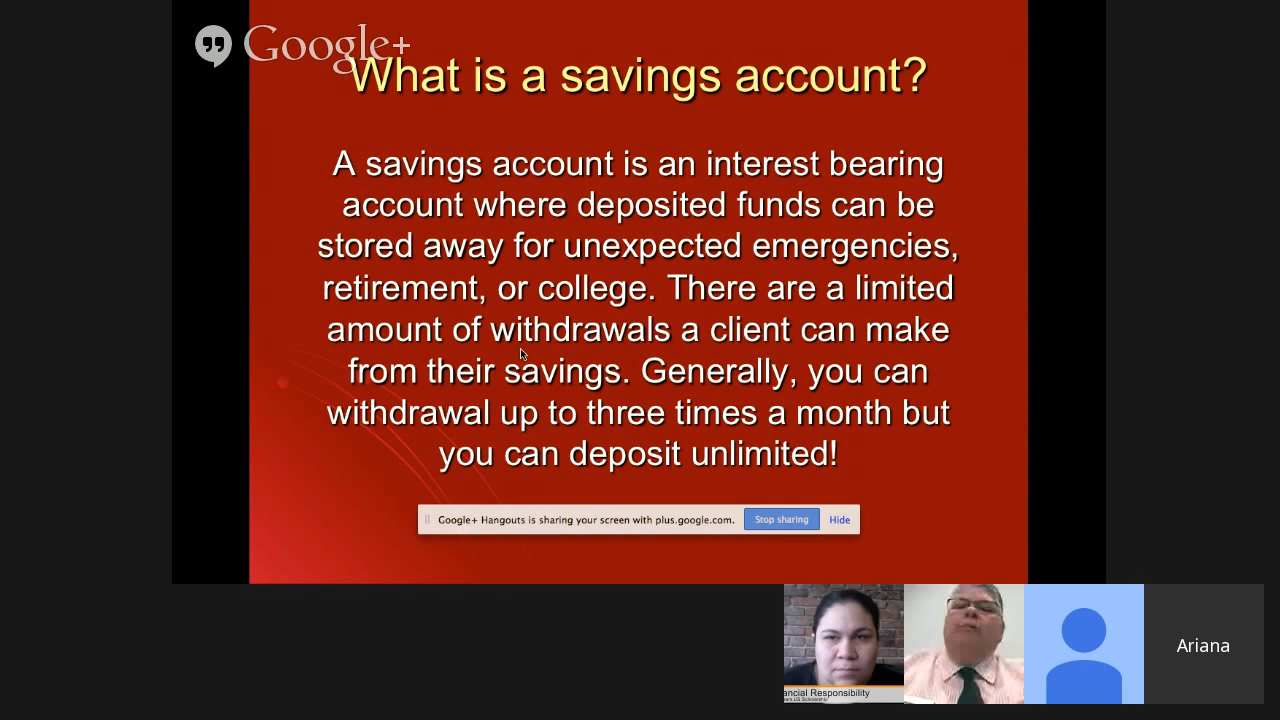 Google+
What is a savings account?
A savings account is an interest bearing
account where deposited funds can be
stored away for unexpected emergencies,
retirement, or college. There are a limited
amount of withdrawals a client can make
from their savings. Generally, you can
withdrawal up to three times a month but
you can deposit unlimited!
Google+ Hangouts is sharing your screen with plus.google.com.
Stop sharing
Hide
ancial Responsibility
US Scholarship
Ariana